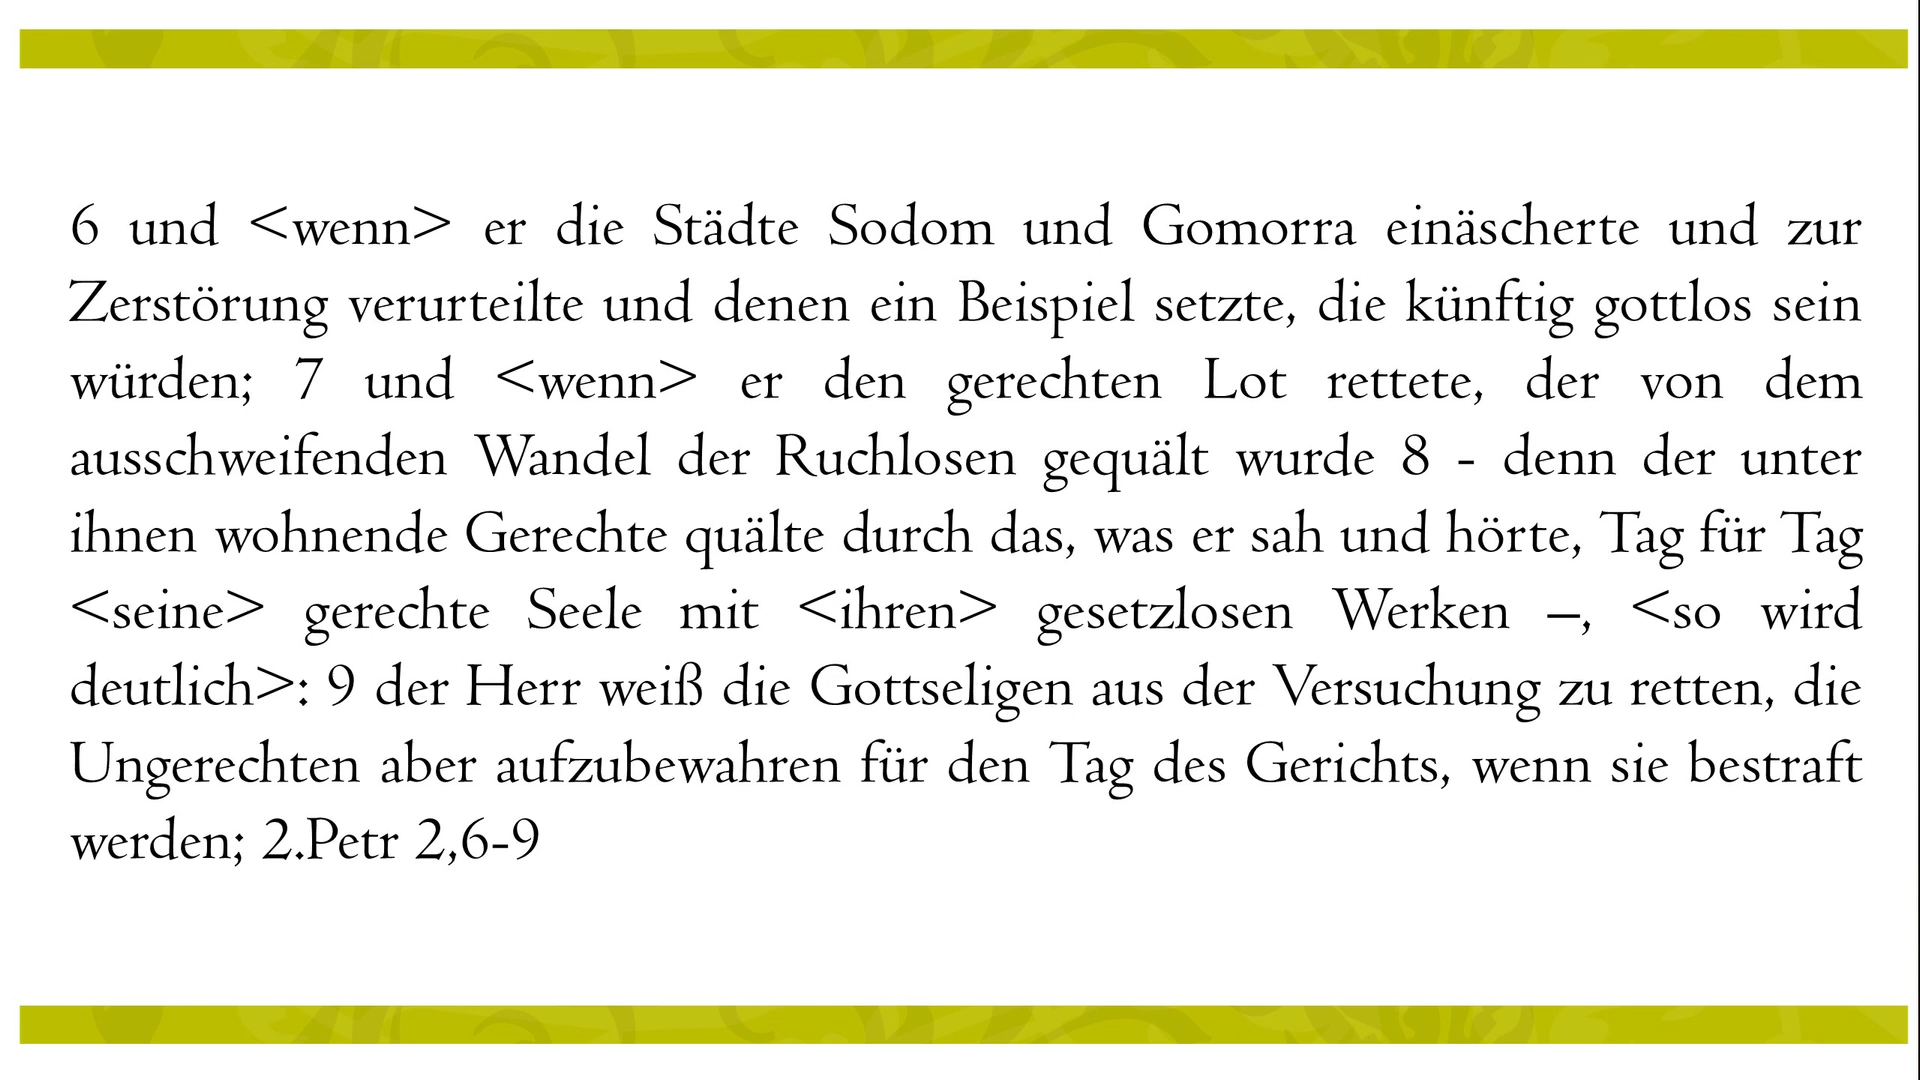 6 und <wenn> er die Städte Sodom und Gomorra einäscherte und zur
Zerstörung verurteilte und denen ein Beispiel setzte, die künftig gottlos sein
würden; 7 und <wenn> er den gerechten Lot rettete, der von dem
ausschweifenden Wandel der Ruchlosen gequält wurde 8 - denn der unter
ihnen wohnende Gerechte quälte durch das, was er sah und hörte, Tag für Tag
<seine> gerechte Seele mit <ihren> gesetzlosen Werken –, <so wird
deutlich>: 9 der Herr weiß die Gottseligen aus der Versuchung zu retten, die
Ungerechten aber aufzubewahren für den Tag des Gerichts, wenn sie bestraft
werden; 2.Petr 2,6-9